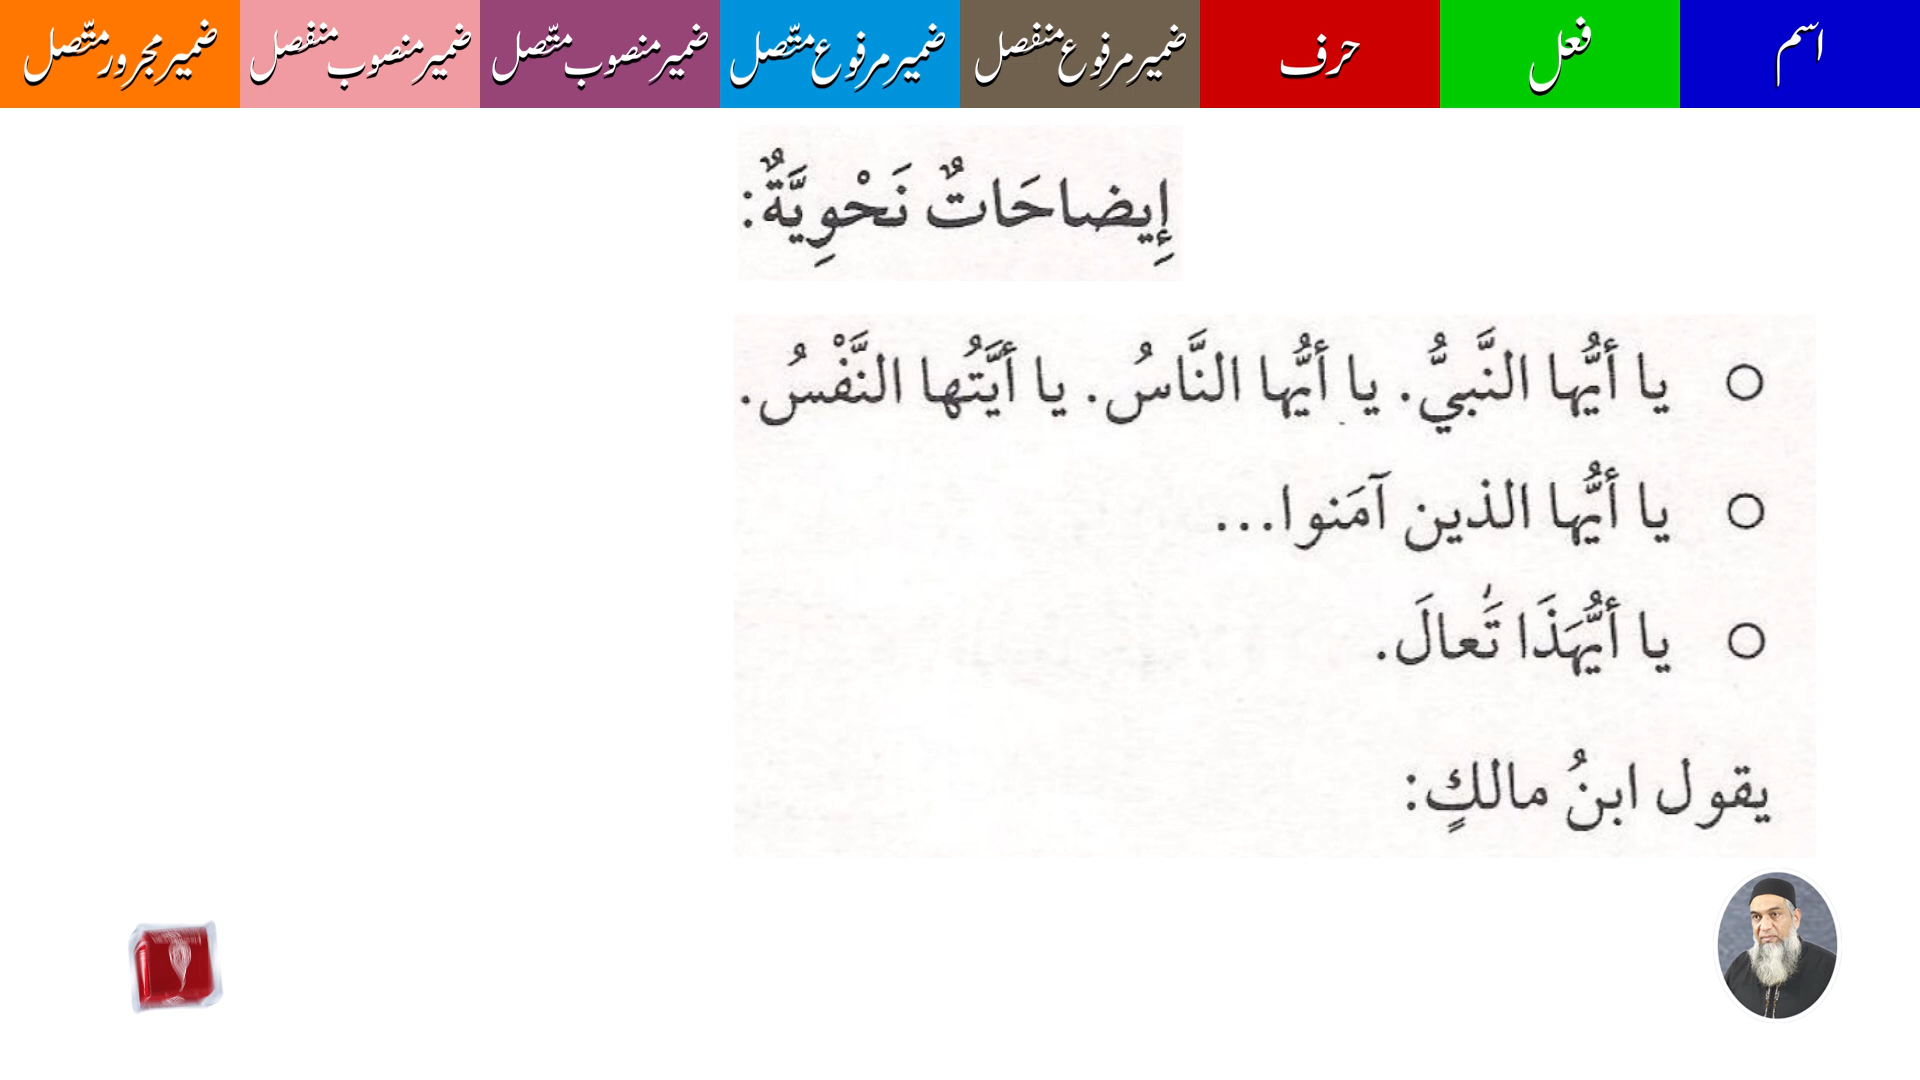 اسم
فعل
حرف
ضمیر مرفوع منفصل
ضمیر مرفوع متّصل
ضمیر منصوب متّصل
ضمیر منصوب منفصل
ضمیر مجرور متّصل
إِيضاحَاتٌ نَحْوِيَّةٌ:
○ يا أيُّها النَّبيُّ. يا أيُّها النَّاسُ. يا أيَّتُها النَّفْسُ.
○ يا أيُّها الذين آمَنوا...
○ يا أيُّهَذَا تَعالَ.
يقول ابنُ مالكٍ: